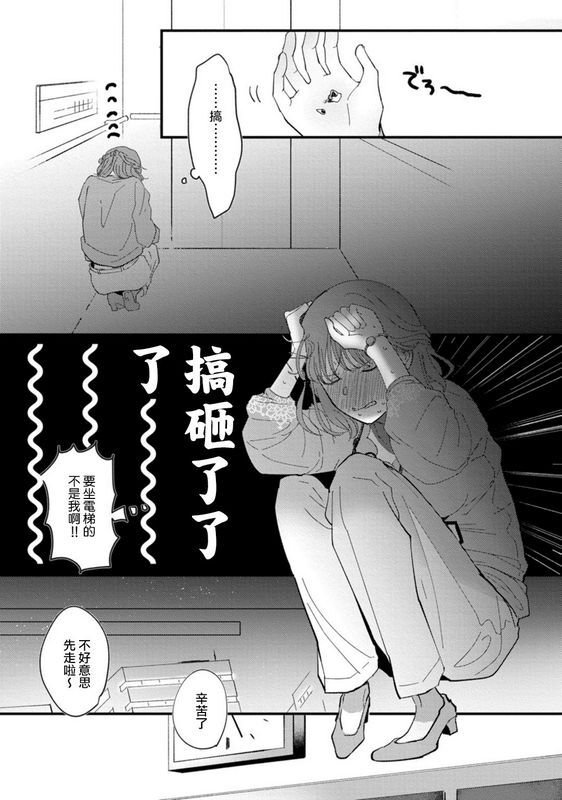 でろ〜
……搞………
搞砸了了
了
要坐電梯的
不是我啊!!
辛苦了
不好意思
先走啦~